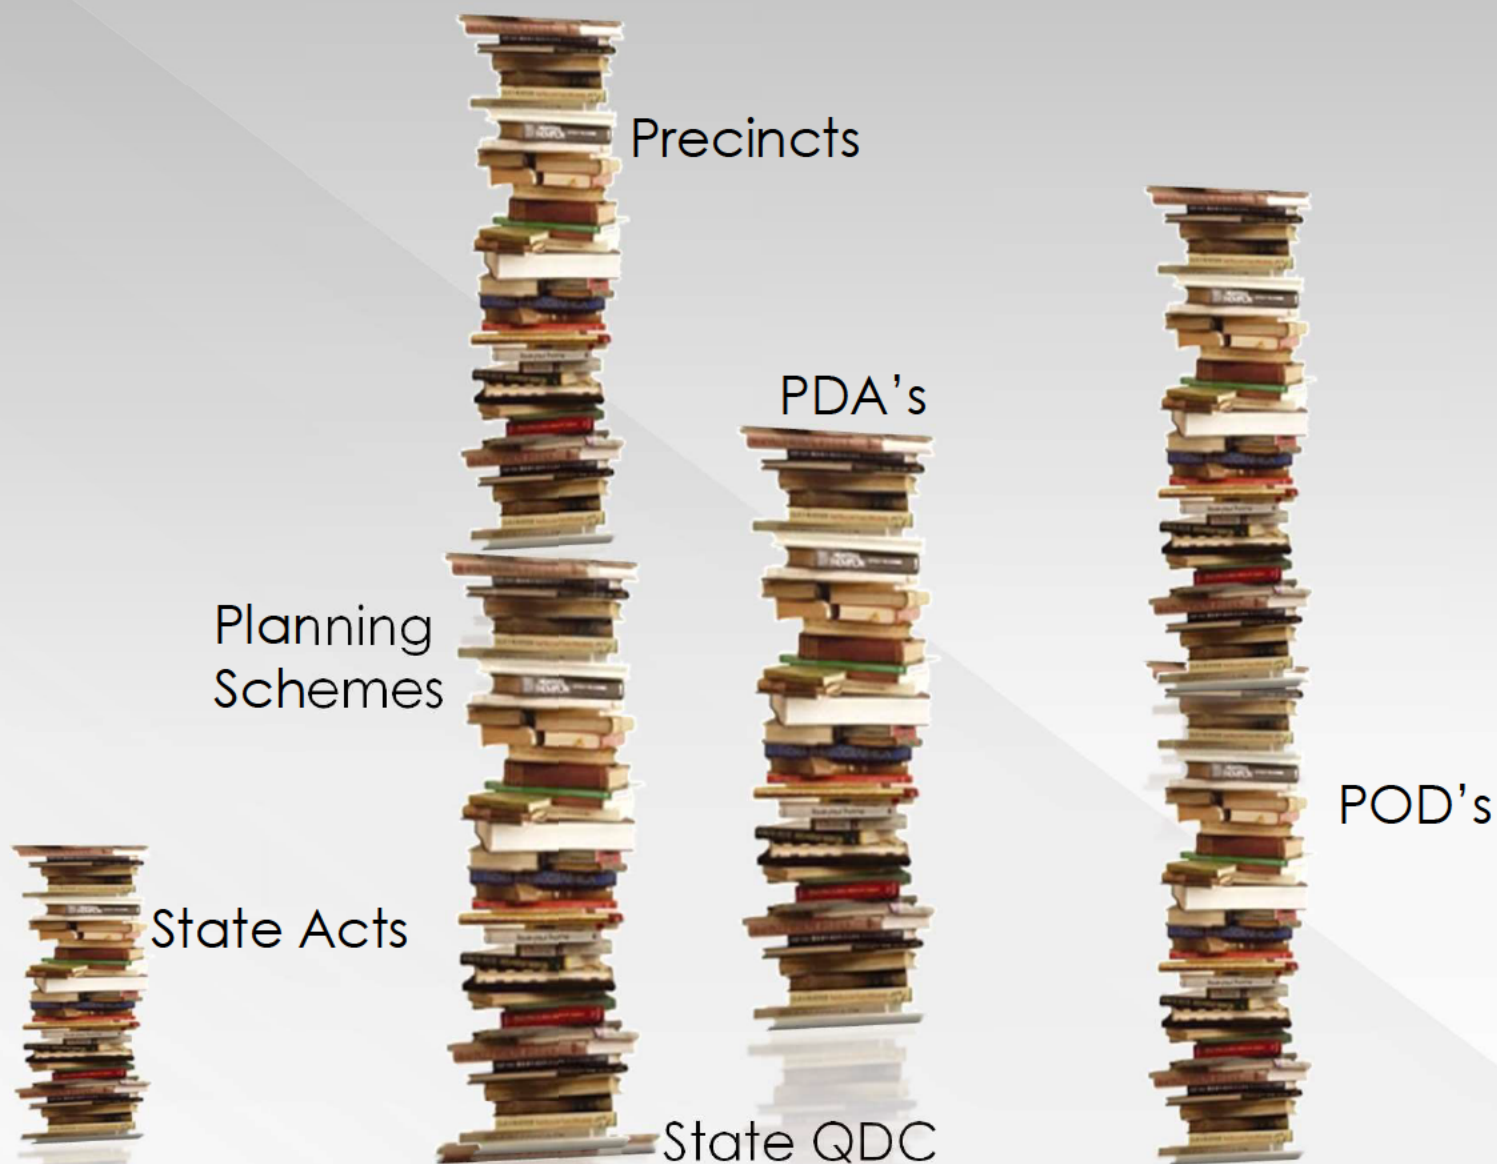 Precincts
PDA's
Planning
Schemes
POD's
State Acts
State QDC